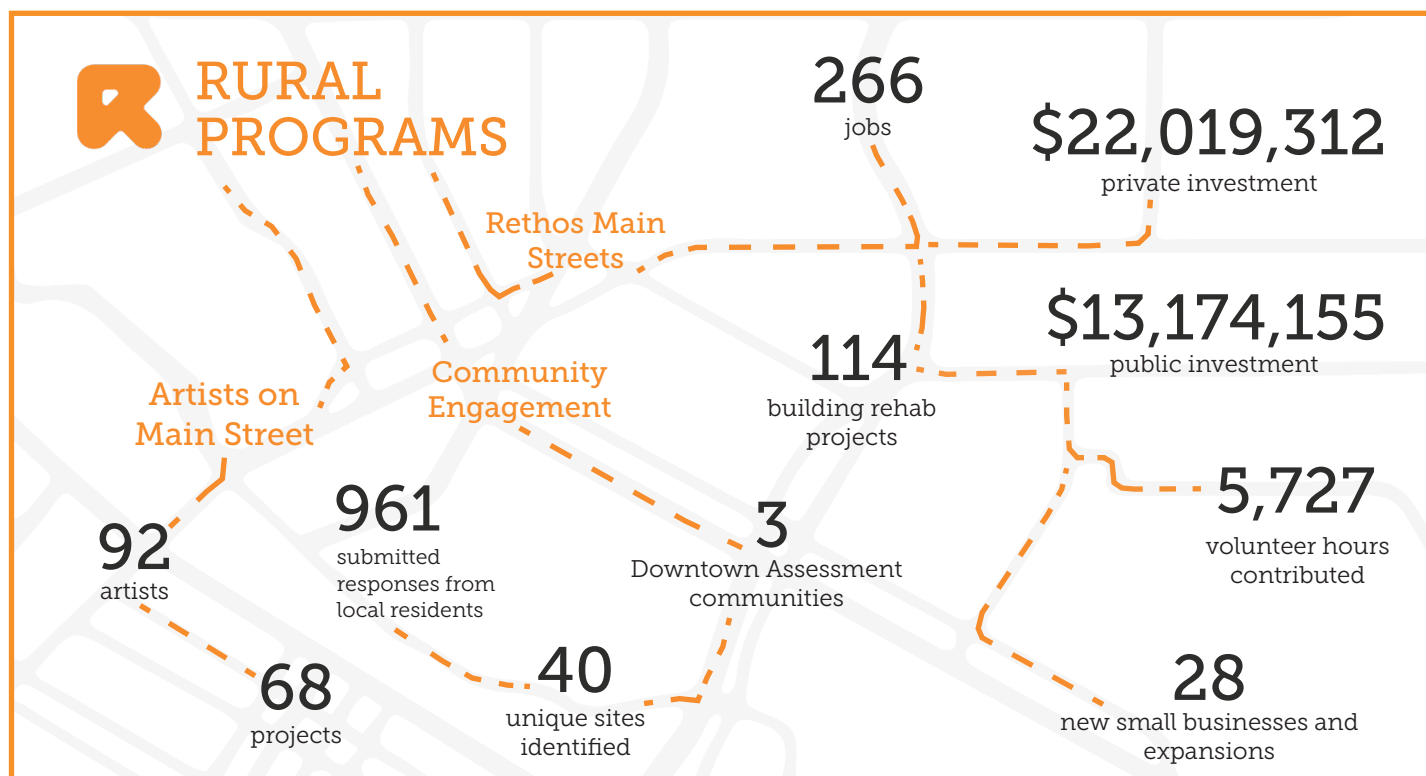 RURAL
PROGRAMS
266
jobs
$22,019,312
private investment
Rethos Main
Streets
$13,174,155
public investment
114
building rehab
projects
Community
Engagement
Artists on
Main Street
5,727
volunteer hours
contributed
961
submitted
responses from
local residents
3
Downtown Assessment
communities
92
artists
40
unique sites
identified
68
projects
28
new small businesses and
expansions